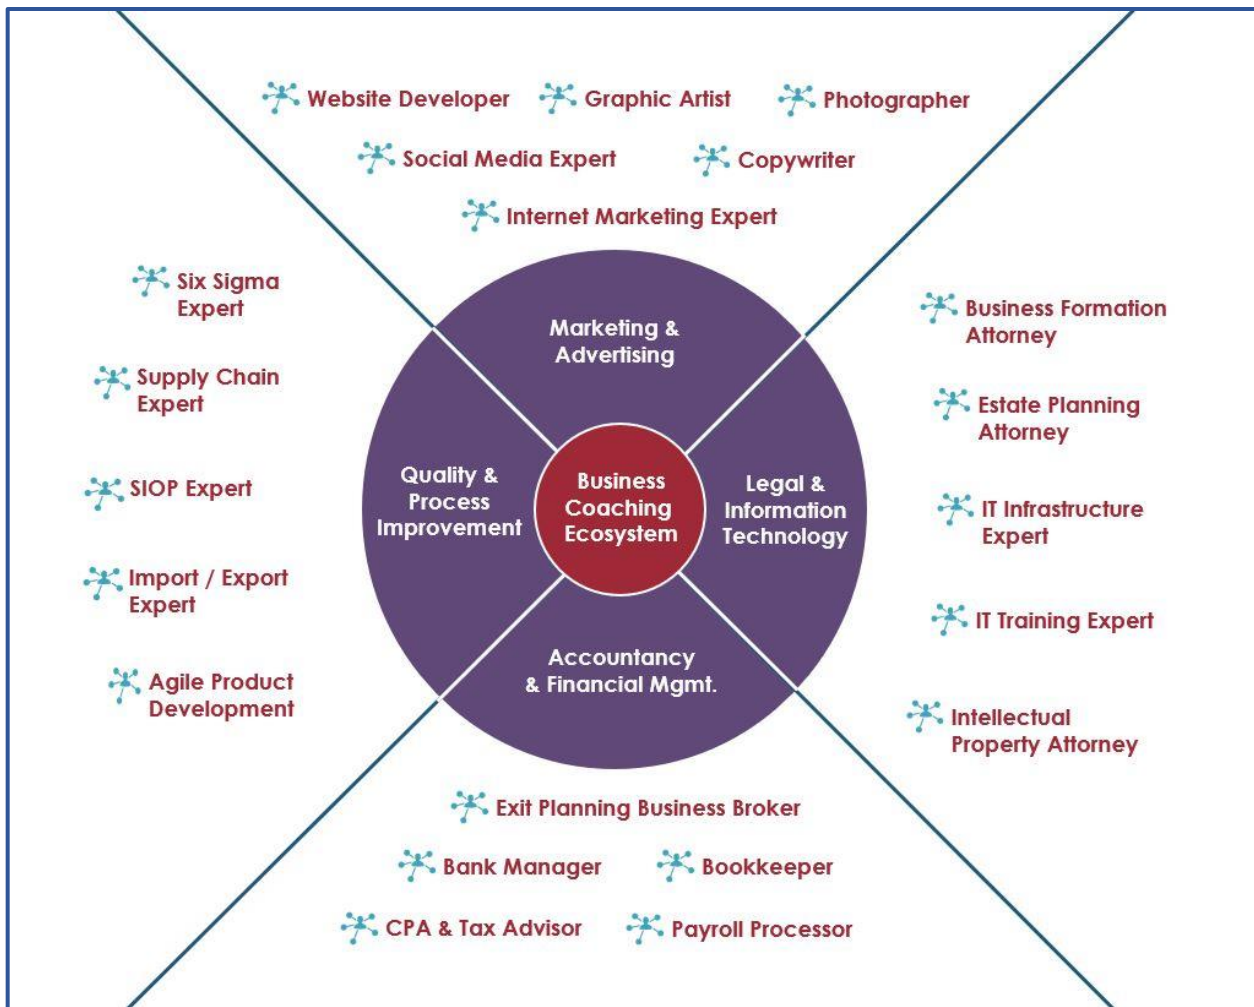 Website Developer
Graphic Artist
Photographer
Social Media Expert
Copywriter
Internet Marketing Expert
Six Sigma
Expert
Supply Chain
Expert
SIOP Expert
Import / Export
Expert
Agile Product
Development
Marketing &
Advertising
Quality &
Process
Improvement
Business
Coaching
Ecosystem
Legal &
Information
Technology
Accountancy
& Financial Mgmt.
Business Formation
Attorney
Estate Planning
Attorney
IT Infrastructure
Expert
IT Training Expert
Intellectual
Property Attorney
Exit Planning Business Broker
Bank Manager
Bookkeeper
CPA & Tax Advisor
Payroll Processor